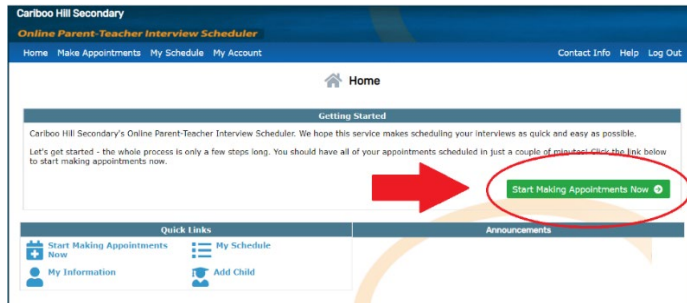 Cariboo Hill Secondary
Online Parent-Teacher Interview Scheduler
Home Make Appointments My Schedule My Account Contact Info Help Log Out
Home
Getting Started
Cariboo Hill Secondary's Online Parent-Teacher Interview Scheduler. We hope this service makes scheduling your interviews as quick and easy as possible.
Let's get started - the whole process is only a few steps long. You should have all of your appointments scheduled in just a couple of minutes! Click the link below
to start making appointments now.
Start Making Appointments Now
Quick Links
Announcements
Start Making Appointments
Now
My Schedule
My Information
Add Child